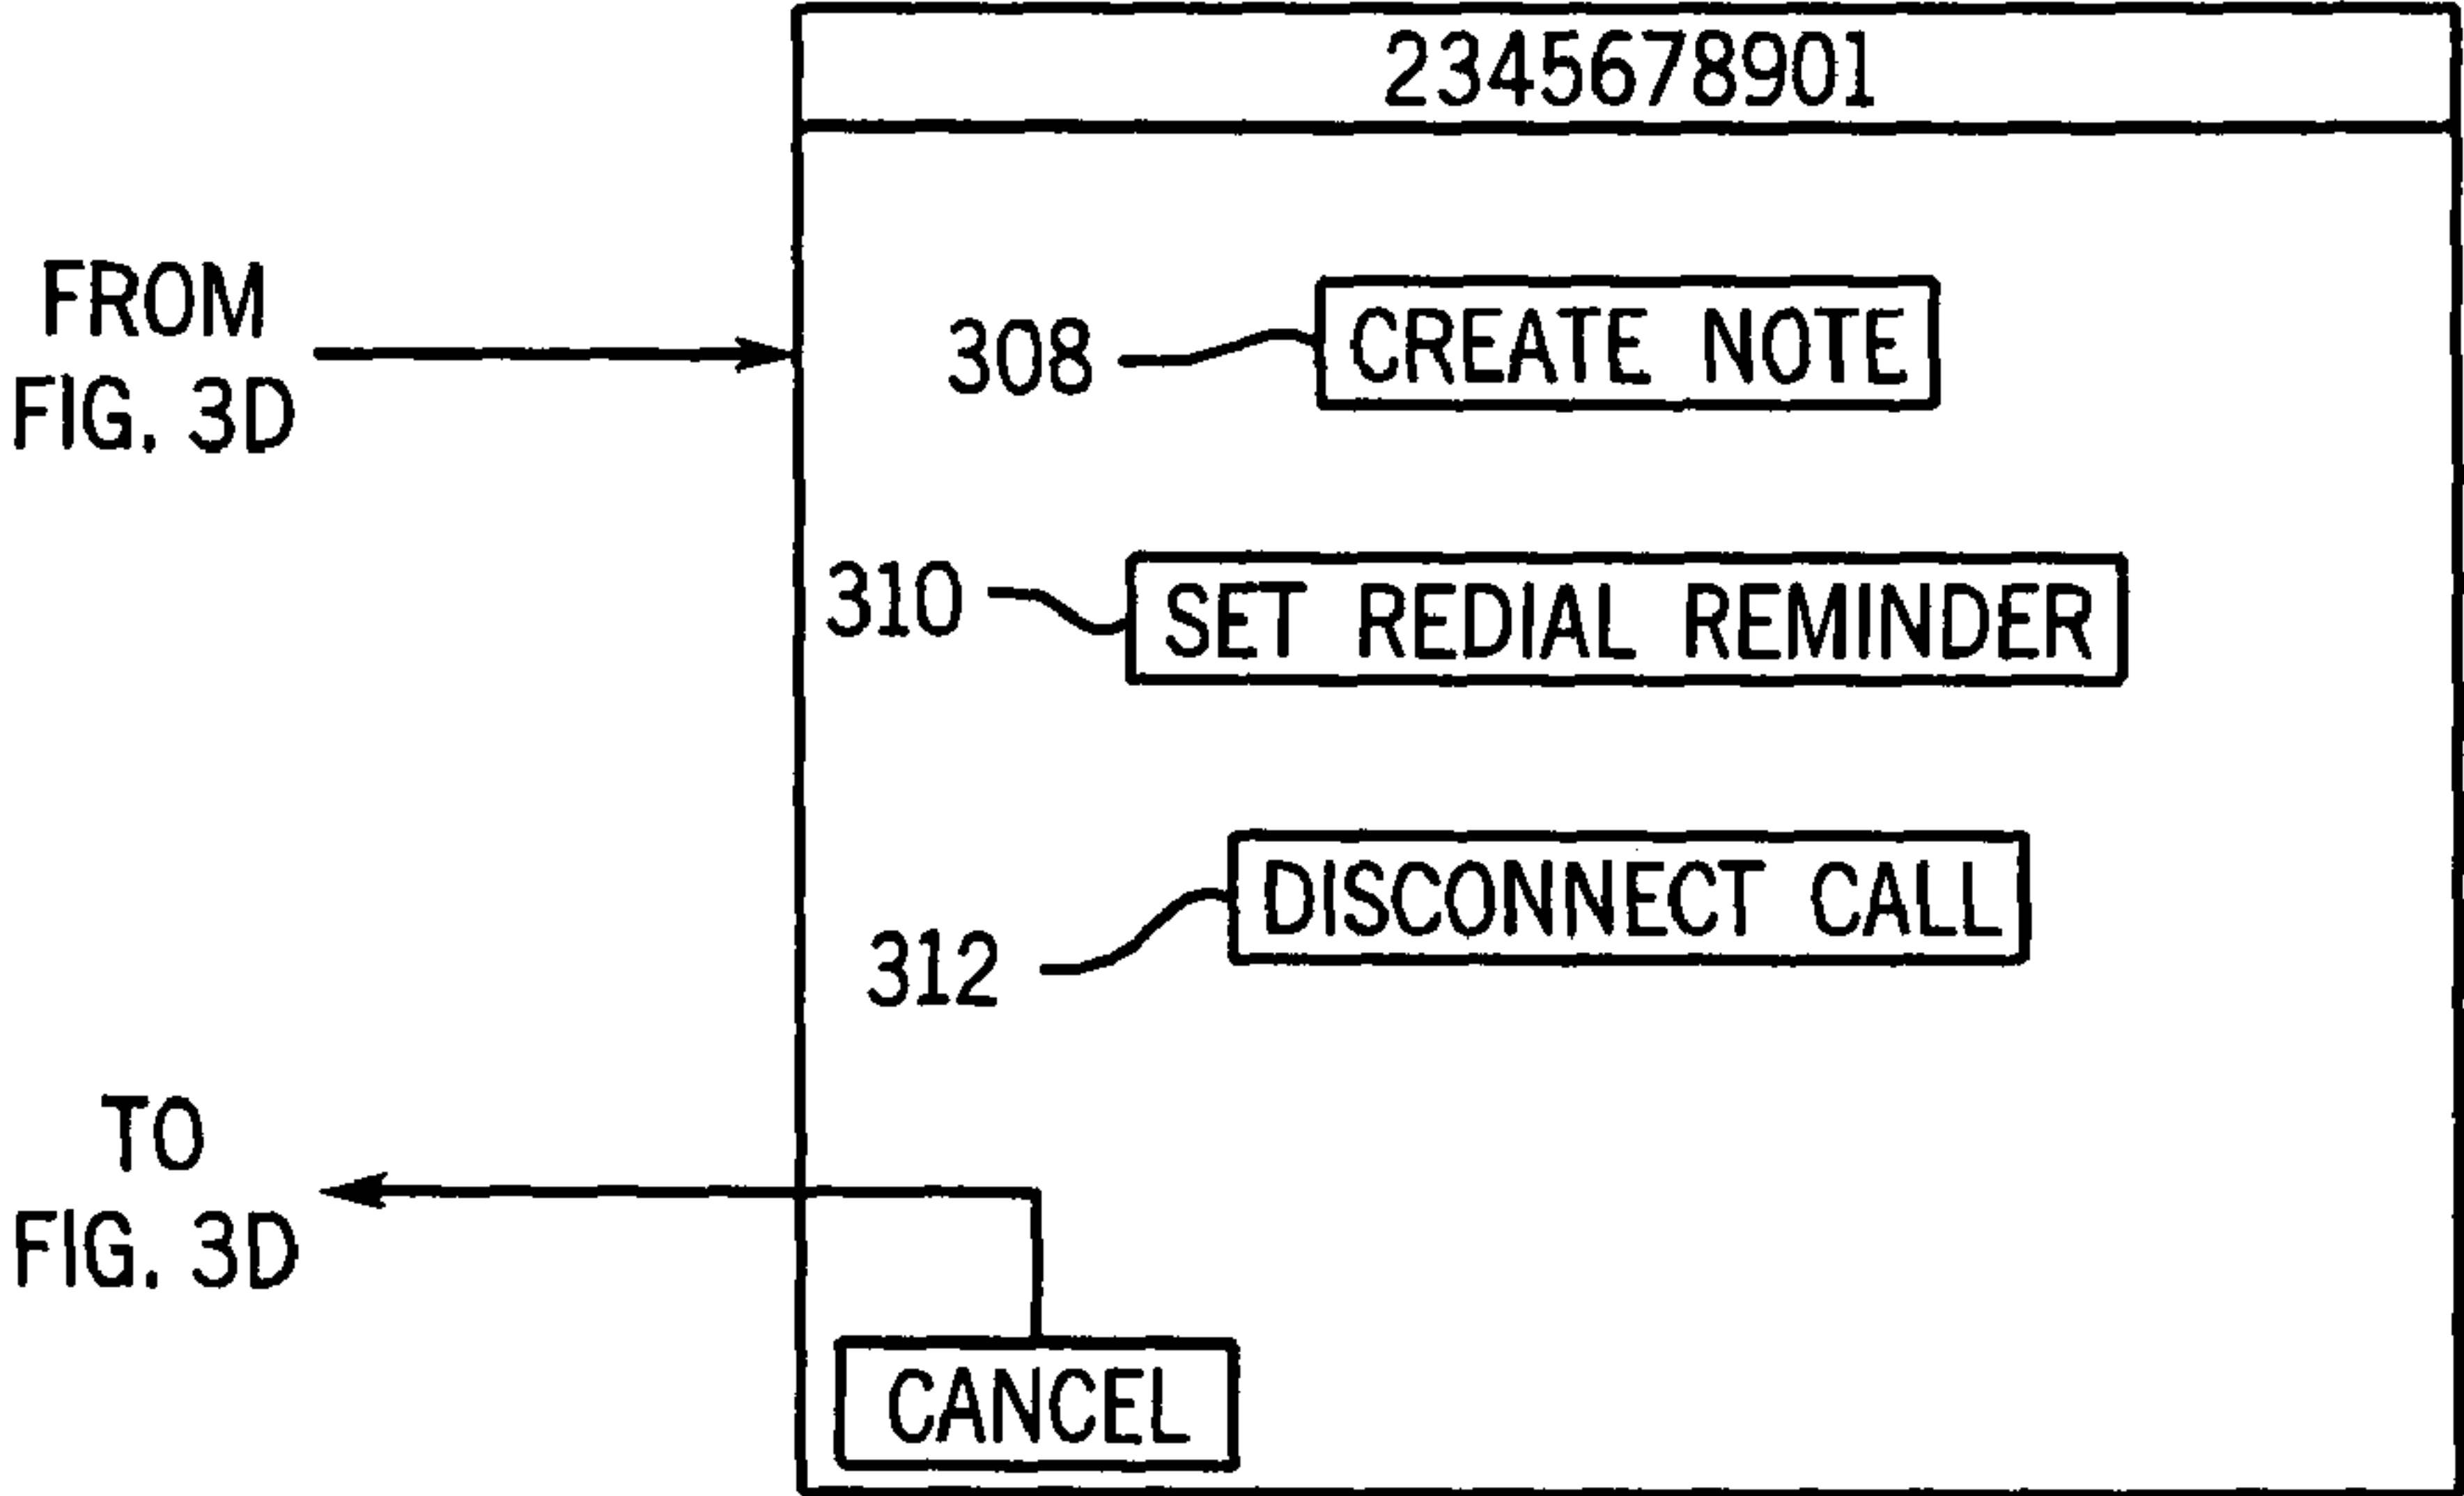 2345678901
FROM
FIG. 3D
308 CREATE NOTE
310 SET REDIAL REMINDER
312 DISCONNECT CALL
TO
FIG. 3D
CANCEL